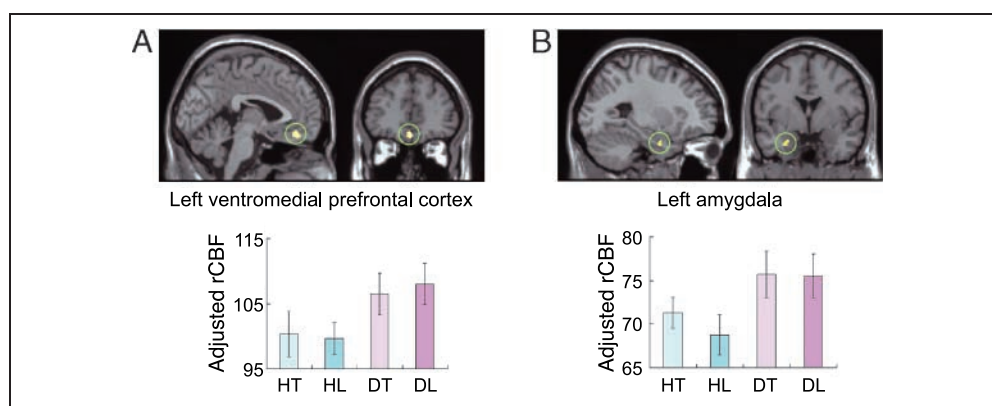 A
B
Left ventromedial prefrontal cortex
Left amygdala
Adjusted rCBF
115
105
95
HT HL DT DL
Adjusted rCBF
80
75
70
65
HT HL DT DL